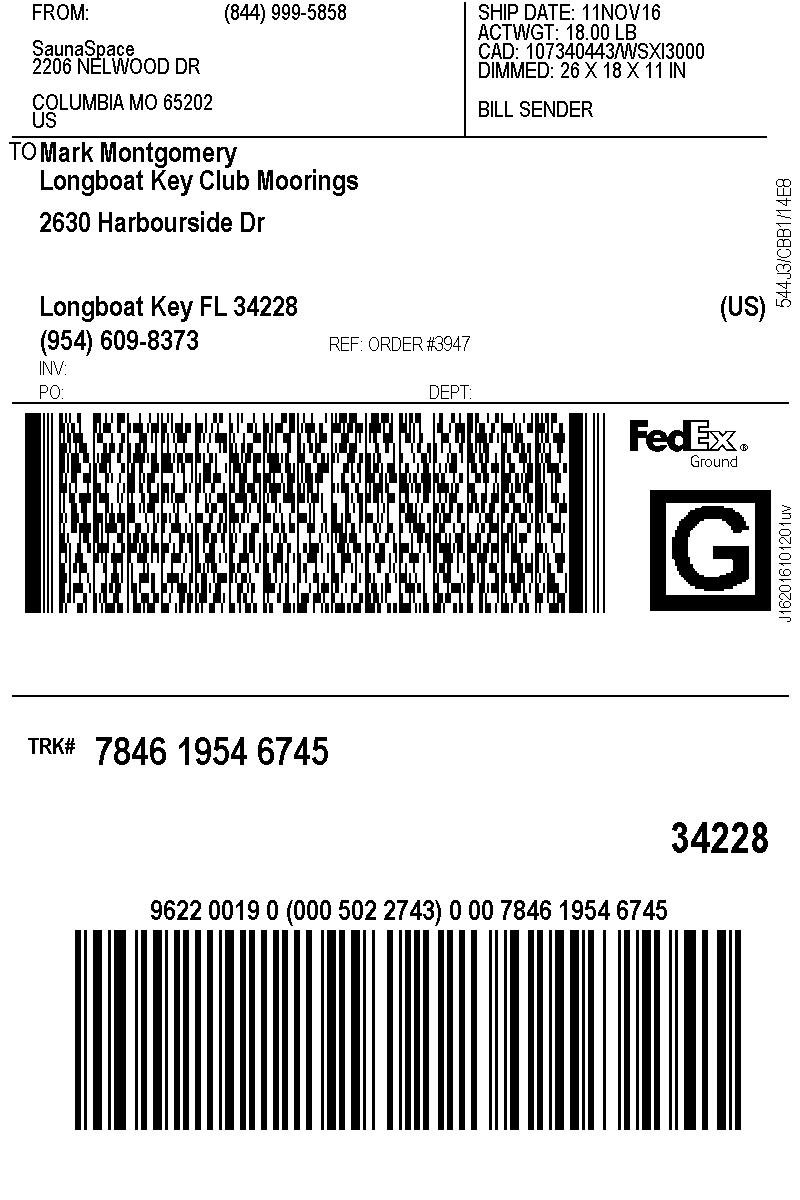 FROM: (844) 999-5858
SaunaSpace
2206 NELWOOD DR
COLUMBIA MO 65202
US
SHIP DATE: 11NOV16
ACTWGT: 18.00 LB
CAD: 107340443/WSXI3000
DIMMED: 26 X 18 X 11 IN
BILL SENDER
TO Mark Montgomery
Longboat Key Club Moorings
2630 Harbourside Dr
Longboat Key FL 34228 (US)
(954) 609-8373 REF: ORDER #3947
INV:
PO: DEPT:
544J3/CBB1/14E8
FedEx®
Ground
G
J162016101201uv
TRK# 7846 1954 6745
34228
9622 0019 0 (000 502 2743) 0 00 7846 1954 6745